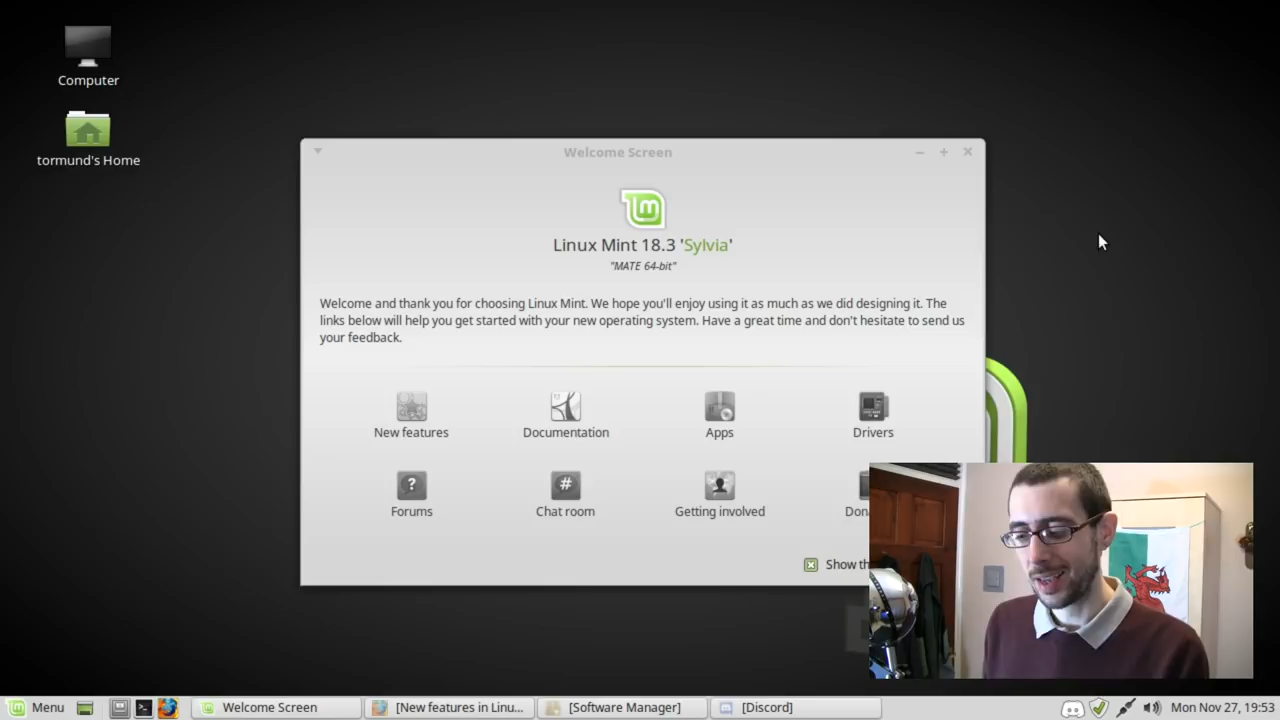 Computer
tormund's Home
Welcome Screen
Linux Mint 18.3 'Sylvia'
"MATE 64-bit"
Welcome and thank you for choosing Linux Mint. We hope you'll enjoy using it as much as we did designing it. The
links below will help you get started with your new operating system. Have a great time and don't hesitate to send us
your feedback.
New features
Documentation
Apps
Drivers
?
#
Forums
Chat room
Getting involved
Menu
Welcome Screen
[New features in Linu...
[Software Manager]
[Discord]
Mon Nov 27, 19:53